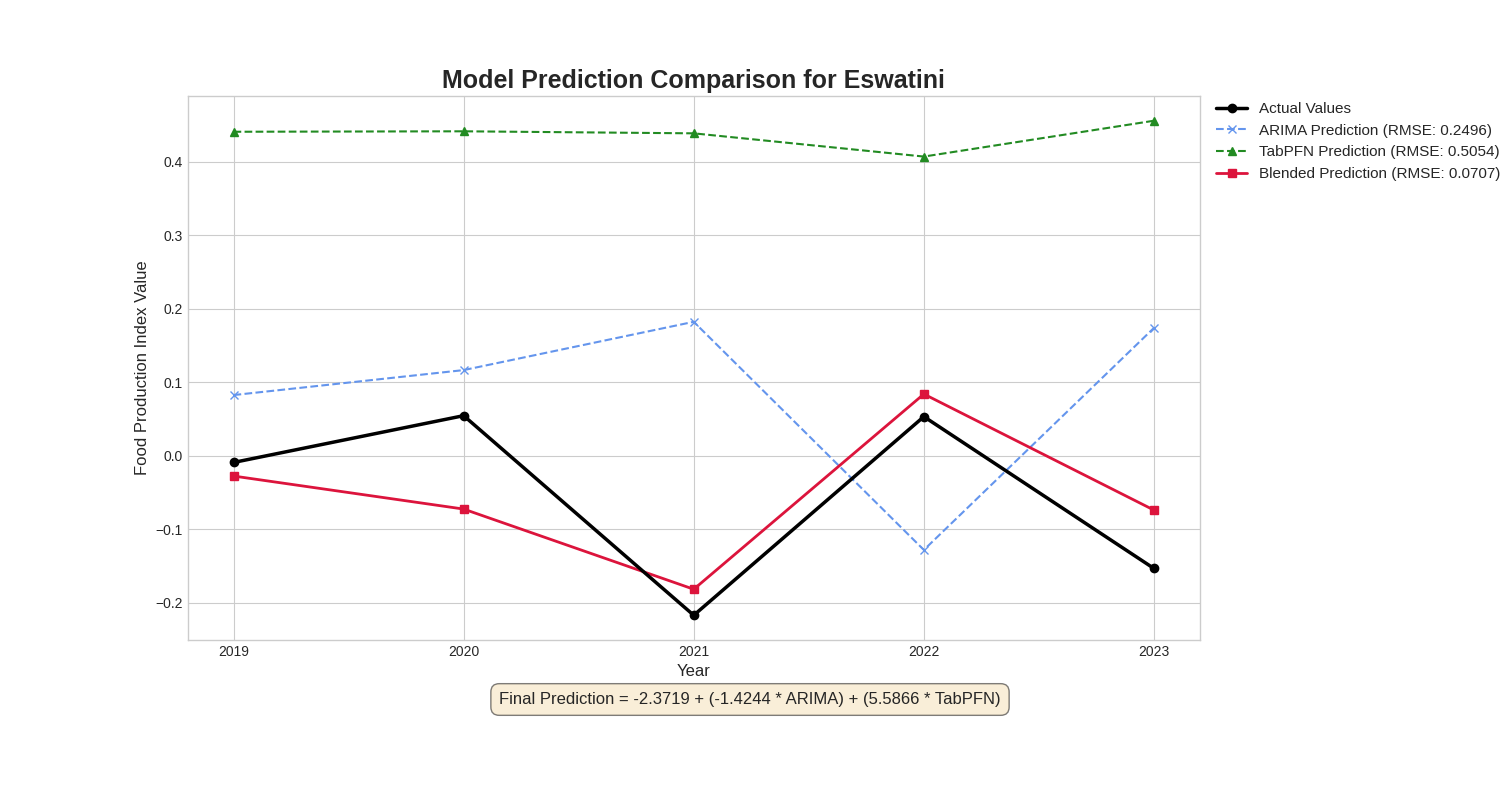 Model Prediction Comparison for Eswatini
Actual Values
ARIMA Prediction (RMSE: 0.2496)
TabPFN Prediction (RMSE: 0.5054)
Blended Prediction (RMSE: 0.0707)
Food Production Index Value
0.4
0.3
0.2
0.1
0.0
−0.1
−0.2
2019 2020 2021 2022 2023
Year
Final Prediction = -2.3719 + (-1.4244 * ARIMA) + (5.5866 * TabPFN)